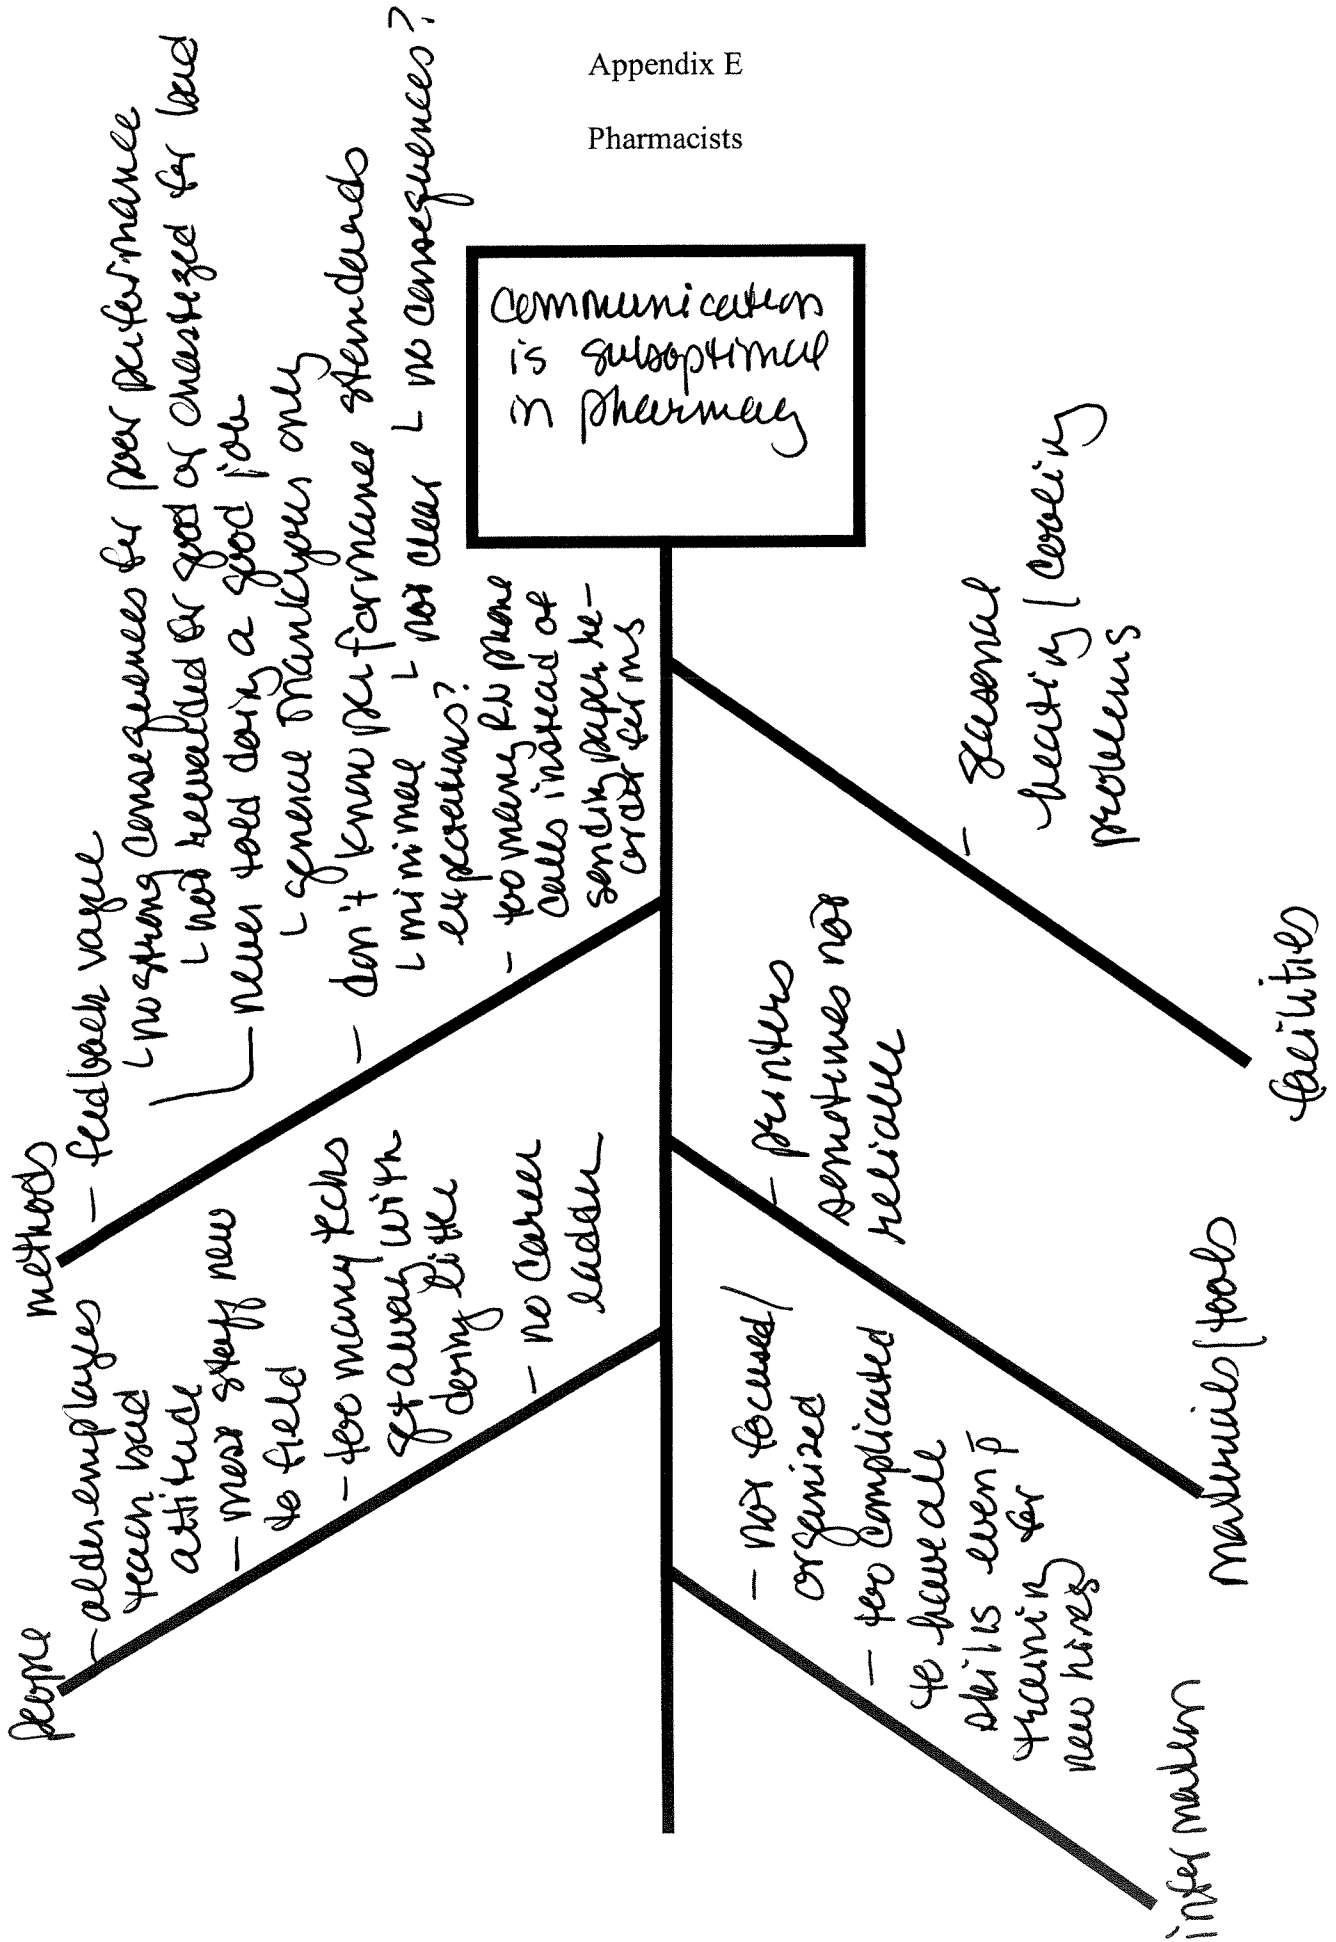 Appendix E
Pharmacists
communication
is suboptimal
in pharmacy
people
- older employees
teach bad
attitude
- most staff new
to field
- too many techs
get away with
doing little
- no career
ladder
methods
- feedback vague
└ no strong consequences for poor performance
└ not rewarded for good or chastized for bad
- never told doing a good job
└ general thankyous only
- don't know performance standards
└ minimal └ not clear └ no consequences?
expectations?
- too many RN phone
calls instead of
sending paper re-
order forms
information
- not focused/
organized
- too complicated
to have all
skills even p̄
training for
new hires
materials/tools
- printers
sometimes not
reliable
facilities
- seasonal
heating/cooling
problems